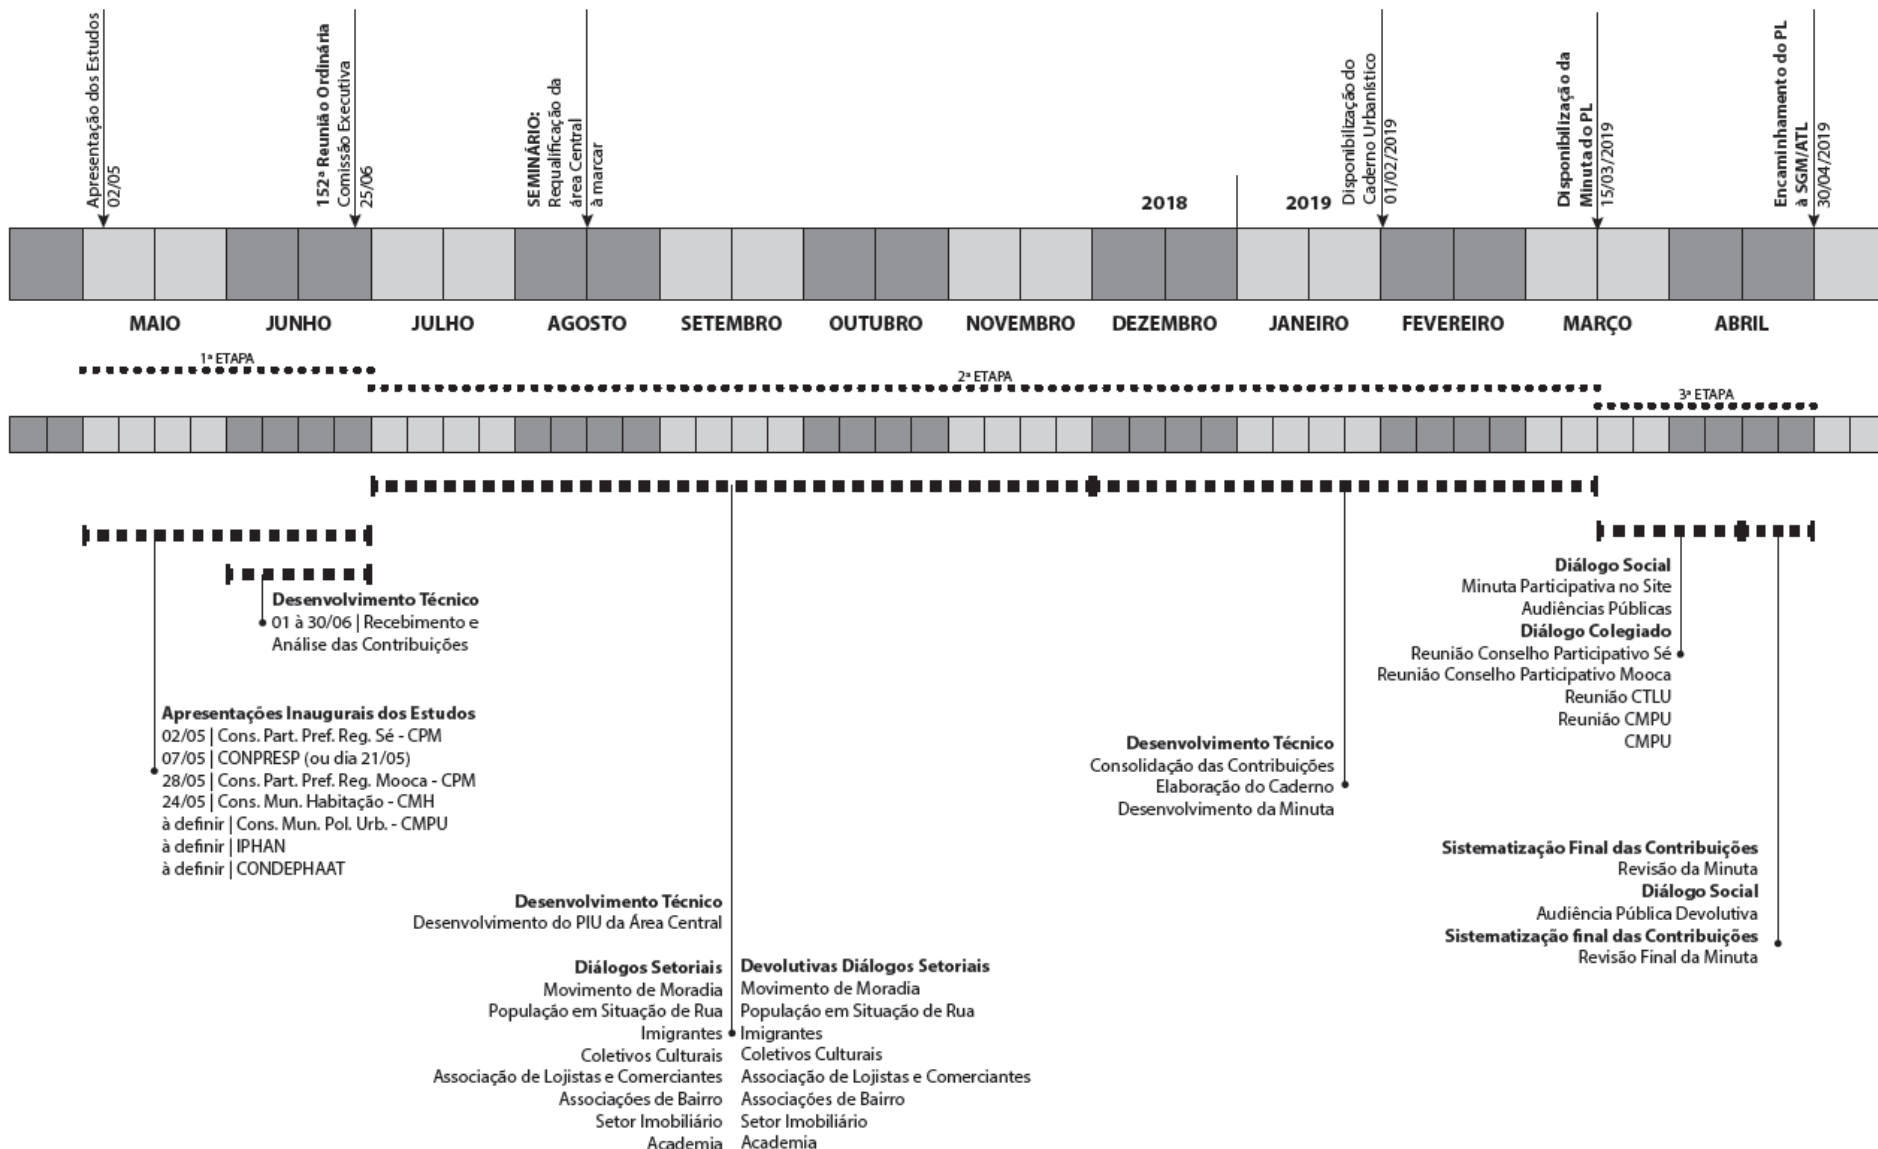 Apresentação dos Estudos
02/05
152ª Reunião Ordinária
Comissão Executiva
25/06
SEMINÁRIO:
Requalificação da
área Central
à marcar
2018
2019
Disponibilização do
Caderno Urbanístico
01/02/2019
Disponibilização da
Minuta do PL
15/03/2019
Encaminhamento do PL
à SGM/ATL
30/04/2019
MAIO JUNHO JULHO AGOSTO SETEMBRO OUTUBRO NOVEMBRO DEZEMBRO JANEIRO FEVEREIRO MARÇO ABRIL
1ª ETAPA
2ª ETAPA
3ª ETAPA
Desenvolvimento Técnico
01 à 30/06 | Recebimento e
Análise das Contribuições
Apresentações Inaugurais dos Estudos
02/05 | Cons. Part. Pref. Reg. Sé - CPM
07/05 | CONPRESP (ou dia 21/05)
28/05 | Cons. Part. Pref. Reg. Mooca - CPM
24/05 | Cons. Mun. Habitação - CMH
à definir | Cons. Mun. Pol. Urb. - CMPU
à definir | IPHAN
à definir | CONDEPHAAT
Desenvolvimento Técnico
Desenvolvimento do PIU da Área Central
Diálogos Setoriais
Movimento de Moradia
População em Situação de Rua
Imigrantes
Coletivos Culturais
Associação de Lojistas e Comerciantes
Associações de Bairro
Setor Imobiliário
Academia
Devolutivas Diálogos Setoriais
Movimento de Moradia
População em Situação de Rua
Imigrantes
Coletivos Culturais
Associação de Lojistas e Comerciantes
Associações de Bairro
Setor Imobiliário
Academia
Desenvolvimento Técnico
Consolidação das Contribuições
Elaboração do Caderno
Desenvolvimento da Minuta
Diálogo Social
Minuta Participativa no Site
Audiências Públicas
Diálogo Colegiado
Reunião Conselho Participativo Sé
Reunião Conselho Participativo Mooca
Reunião CTLU
Reunião CMPU
CMPU
Sistematização Final das Contribuições
Revisão da Minuta
Diálogo Social
Audiência Pública Devolutiva
Sistematização final das Contribuições
Revisão Final da Minuta